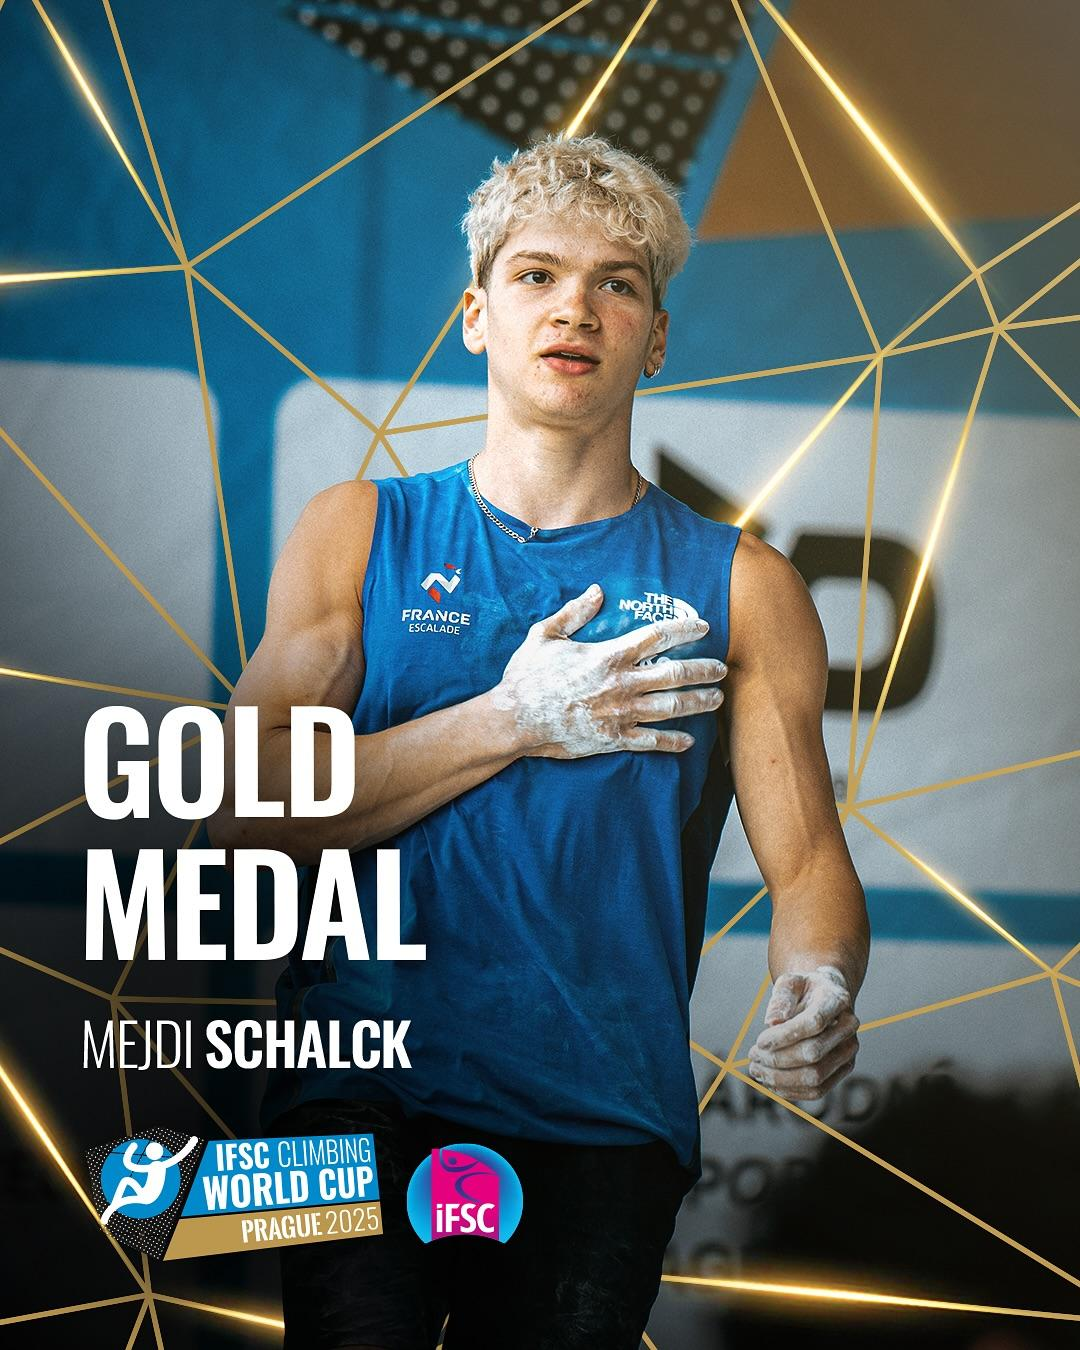 FRANCE
ESCALADE
THE
NORTH
FACE
GOLD
MEDAL
MEJDI SCHALCK
IFSC CLIMBING
WORLD CUP
PRAGUE 2025
iFSC